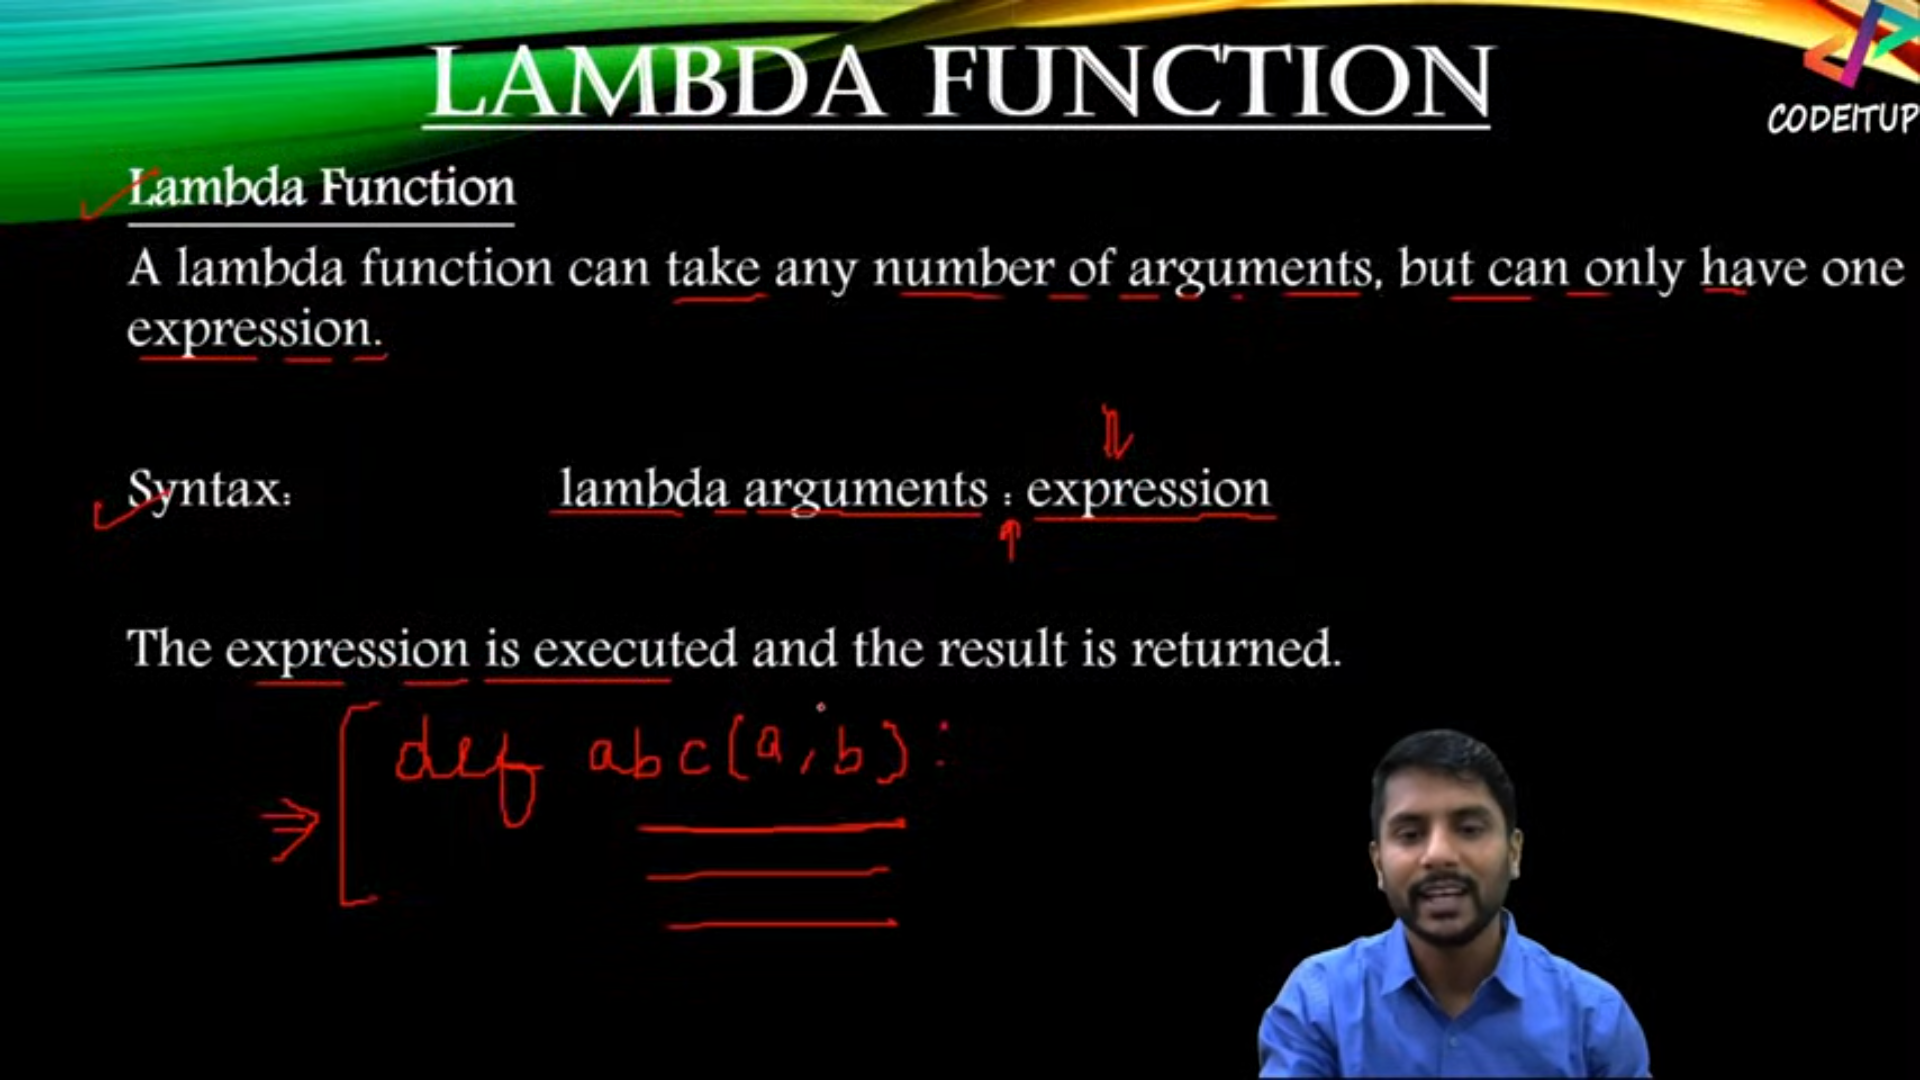 LAMBDA FUNCTION
CODEITUP
Lambda Function
A lambda function can take any number of arguments, but can only have one
expression.
Syntax: lambda arguments : expression
The expression is executed and the result is returned.
def abc(a,b):